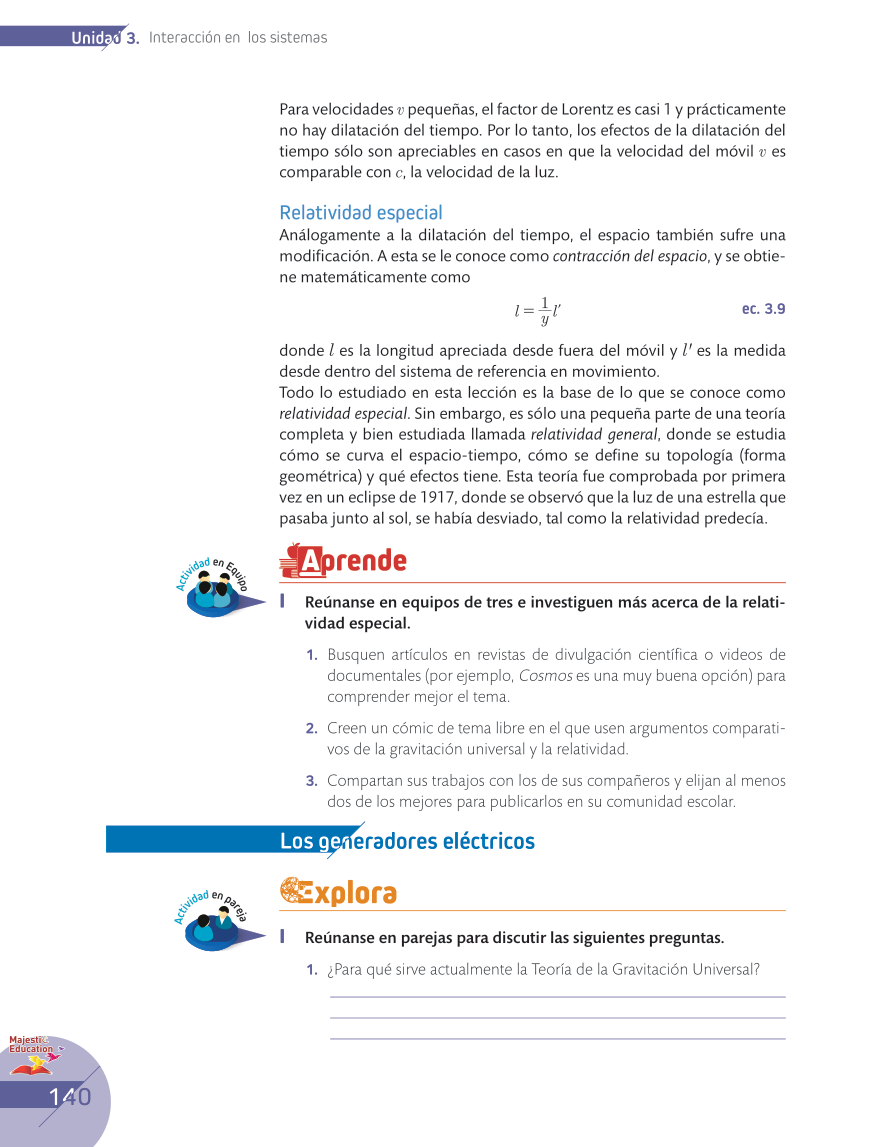 Unidad 3. Interacción en los sistemas
Para velocidades v pequeñas, el factor de Lorentz es casi 1 y prácticamente
no hay dilatación del tiempo. Por lo tanto, los efectos de la dilatación del
tiempo sólo son apreciables en casos en que la velocidad del móvil v es
comparable con c, la velocidad de la luz.
Relatividad especial
Análogamente a la dilatación del tiempo, el espacio también sufre una
modificación. A esta se le conoce como contracción del espacio, y se obtie-
ne matemáticamente como
l = 1/y l′ ec. 3.9
donde l es la longitud apreciada desde fuera del móvil y l′ es la medida
desde dentro del sistema de referencia en movimiento.
Todo lo estudiado en esta lección es la base de lo que se conoce como
relatividad especial. Sin embargo, es sólo una pequeña parte de una teoría
completa y bien estudiada llamada relatividad general, donde se estudia
cómo se curva el espacio-tiempo, cómo se define su topología (forma
geométrica) y qué efectos tiene. Esta teoría fue comprobada por primera
vez en un eclipse de 1917, donde se observó que la luz de una estrella que
pasaba junto al sol, se había desviado, tal como la relatividad predecía.
Actividad en Equipo
Aprende
I Reúnanse en equipos de tres e investiguen más acerca de la relati-
vidad especial.
1. Busquen artículos en revistas de divulgación científica o videos de
documentales (por ejemplo, Cosmos es una muy buena opción) para
comprender mejor el tema.
2. Creen un cómic de tema libre en el que usen argumentos comparati-
vos de la gravitación universal y la relatividad.
3. Compartan sus trabajos con los de sus compañeros y elijan al menos
dos de los mejores para publicarlos en su comunidad escolar.
Los generadores eléctricos
Actividad en pareja
Explora
I Reúnanse en parejas para discutir las siguientes preguntas.
1. ¿Para qué sirve actualmente la Teoría de la Gravitación Universal?
Majestic
Education
140